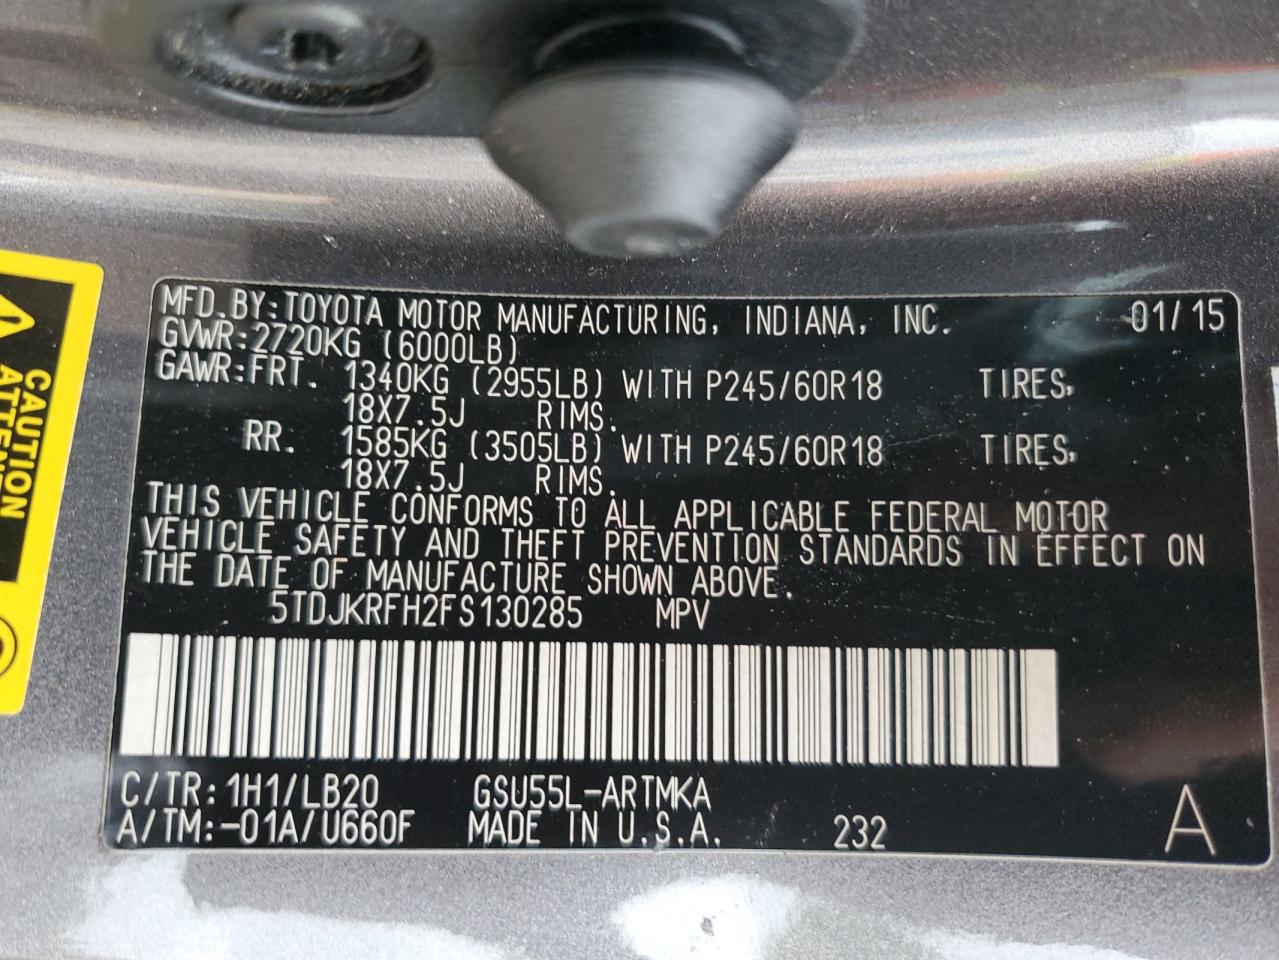 MFD.BY:TOYOTA MOTOR MANUFACTURING, INDIANA, INC. 01/15
GVWR:2720KG (6000LB)
GAWR:FRT. 1340KG (2955LB) WITH P245/60R18 TIRES,
18X7.5J RIMS.
RR. 1585KG (3505LB) WITH P245/60R18 TIRES,
18X7.5J RIMS.
THIS VEHICLE CONFORMS TO ALL APPLICABLE FEDERAL MOTOR
VEHICLE SAFETY AND THEFT PREVENTION STANDARDS IN EFFECT ON
THE DATE OF MANUFACTURE SHOWN ABOVE.
5TDJKRFH2FS130285 MPV
C/TR:1H1/LB20 GSU55L-ARTMKA
A/TM:-01A/U660F MADE IN U.S.A. 232 A
CAUTION